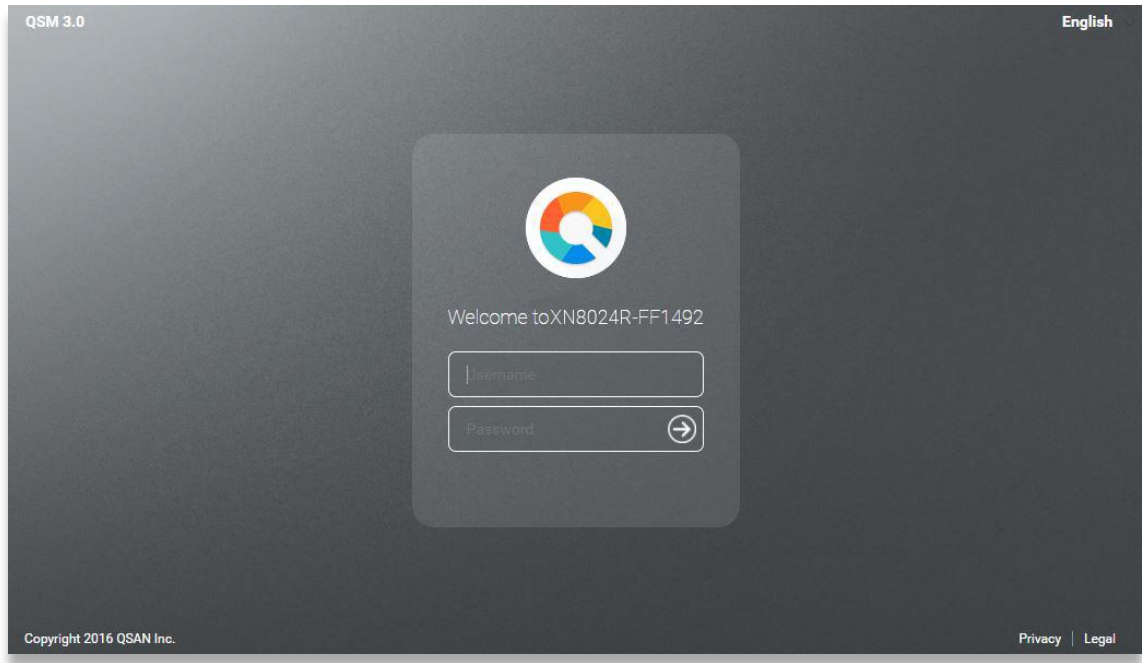 QSM 3.0
English
Welcome toXN8024R-FF1492
Username
Password
Copyright 2016 QSAN Inc.
Privacy | Legal